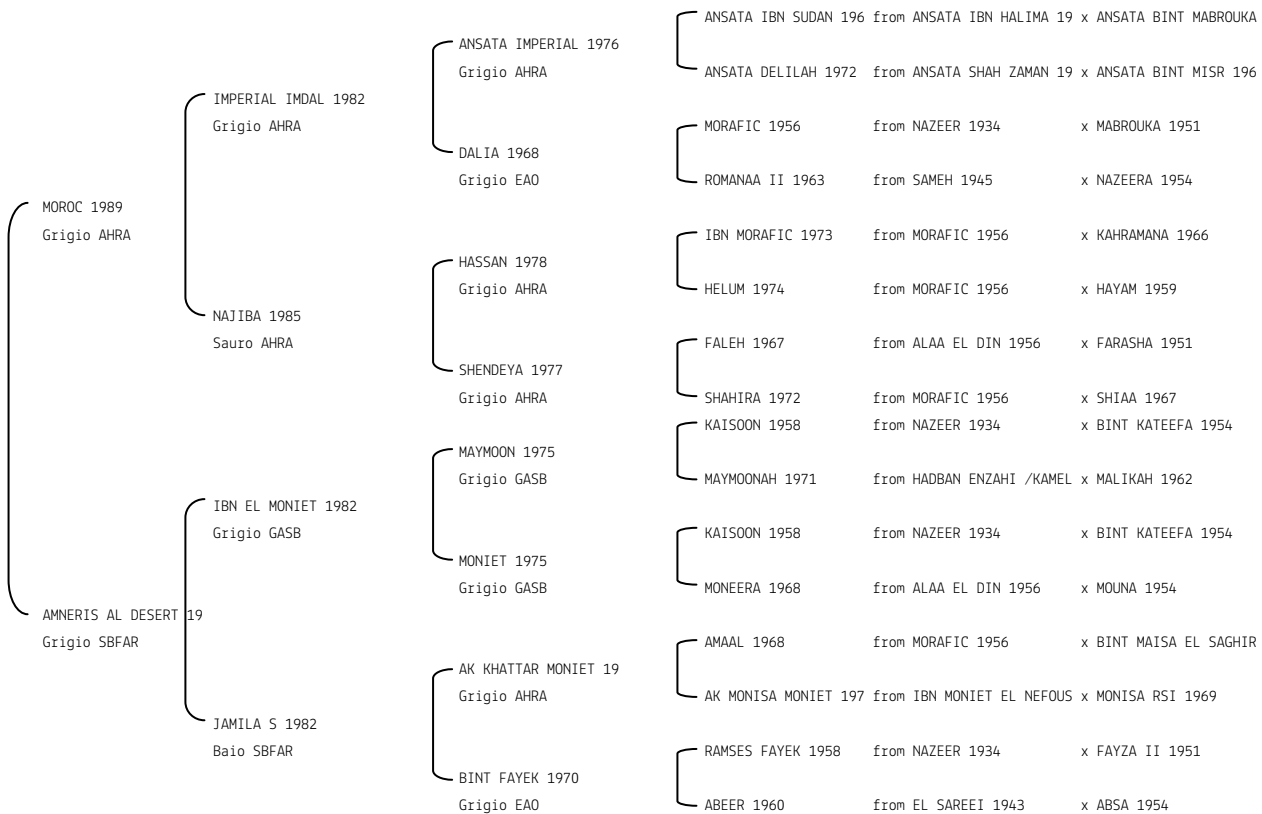 ANSATA IBN SUDAN 196 from ANSATA IBN HALIMA 19 x ANSATA BINT MABROUKA
ANSATA IMPERIAL 1976
Grigio AHRA
ANSATA DELILAH 1972 from ANSATA SHAH ZAMAN 19 x ANSATA BINT MISR 196
IMPERIAL IMDAL 1982
Grigio AHRA
MORAFIC 1956 from NAZEER 1934 x MABROUKA 1951
DALIA 1968
Grigio EAO
ROMANAA II 1963 from SAMEH 1945 x NAZEERA 1954
MOROC 1989
Grigio AHRA
IBN MORAFIC 1973 from MORAFIC 1956 x KAHRAMANA 1966
HASSAN 1978
Grigio AHRA
HELUM 1974 from MORAFIC 1956 x HAYAM 1959
NAJIBA 1985
Sauro AHRA
FALEH 1967 from ALAA EL DIN 1956 x FARASHA 1951
SHENDEYA 1977
Grigio AHRA
SHAHIRA 1972 from MORAFIC 1956 x SHIAA 1967
KAISOON 1958 from NAZEER 1934 x BINT KATEEFA 1954
MAYMOON 1975
Grigio GASB
MAYMOONAH 1971 from HADBAN ENZAHI /KAMEL x MALIKAH 1962
IBN EL MONIET 1982
Grigio GASB
KAISOON 1958 from NAZEER 1934 x BINT KATEEFA 1954
MONIET 1975
Grigio GASB
MONEERA 1968 from ALAA EL DIN 1956 x MOUNA 1954
AMNERIS AL DESERT 19
Grigio SBFAR
AMAAL 1968 from MORAFIC 1956 x BINT MAISA EL SAGHIR
AK KHATTAR MONIET 19
Grigio AHRA
AK MONISA MONIET 197 from IBN MONIET EL NEFOUS x MONISA RSI 1969
JAMILA S 1982
Baio SBFAR
RAMSES FAYEK 1958 from NAZEER 1934 x FAYZA II 1951
BINT FAYEK 1970
Grigio EAO
ABEER 1960 from EL SAREEI 1943 x ABSA 1954